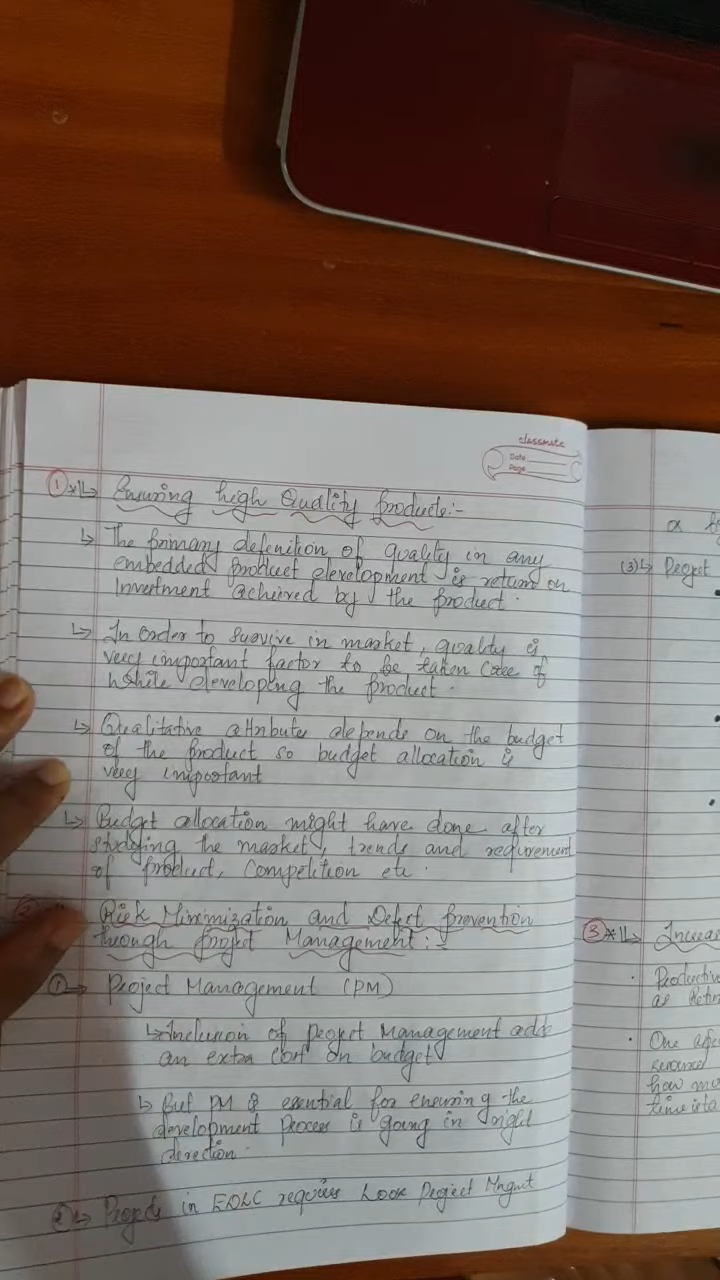 classmate
Date
Page
① *⇒ Ensuring high Quality products:-
↳ The primary defenition of quality in any
embedded product development is return on
Investment acheived by the product.
↳ In order to survive in market, quality is
very important factor to be taken care of
while developing the product.
↳ Qualitative attributes depends on the budget
of the product so budget allocation is
very important
↳ Budget allocation might have done after
studying the market, trends and requirement
of product, Competition etc.
② Risk Minimization and Defect prevention
through project Management:-
①→ Project Management (PM)
↳ Inclusion of project Management adds
an extra cost on budget
↳ But PM is essential for ensuring the
development process is going in right
direction.
②↳ Projects in EDLC requires Loose Project Mngmt
(3)↳ Project
③ *⇒
Productive
as
One
how